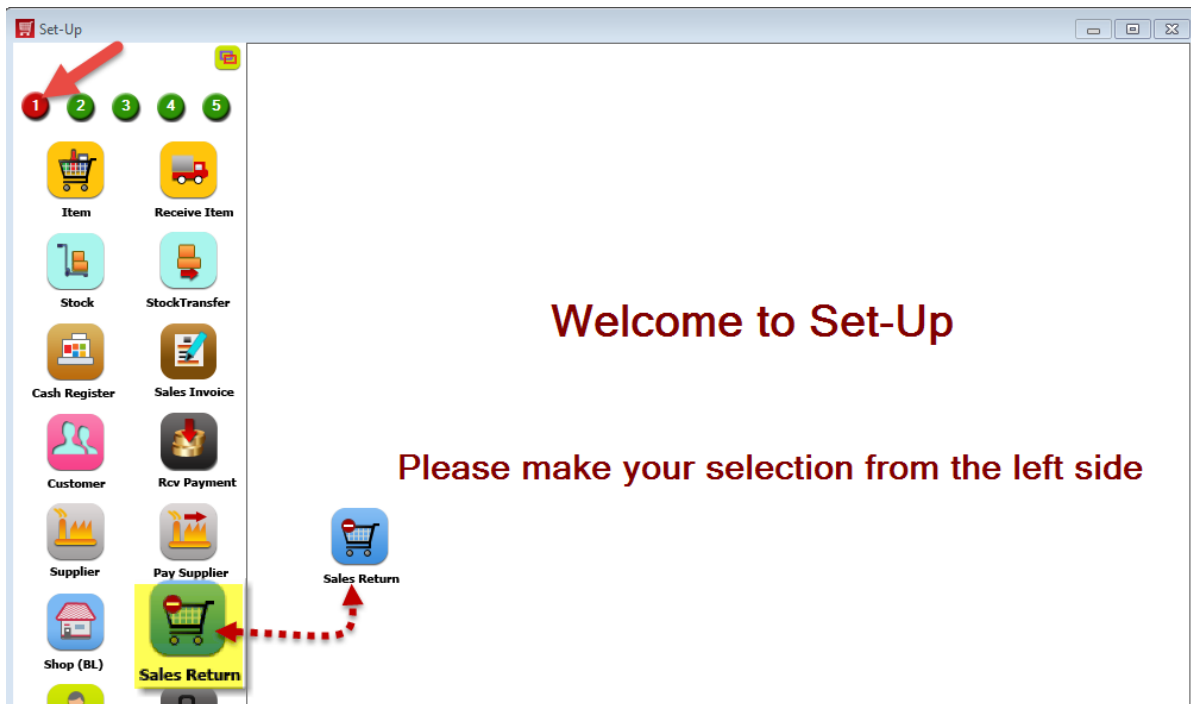 Set-Up
1 2 3 4 5
Item Receive Item
Stock StockTransfer
Cash Register Sales Invoice
Customer Rcv Payment
Supplier Pay Supplier
Shop (BL) Sales Return
Welcome to Set-Up
Please make your selection from the left side
Sales Return